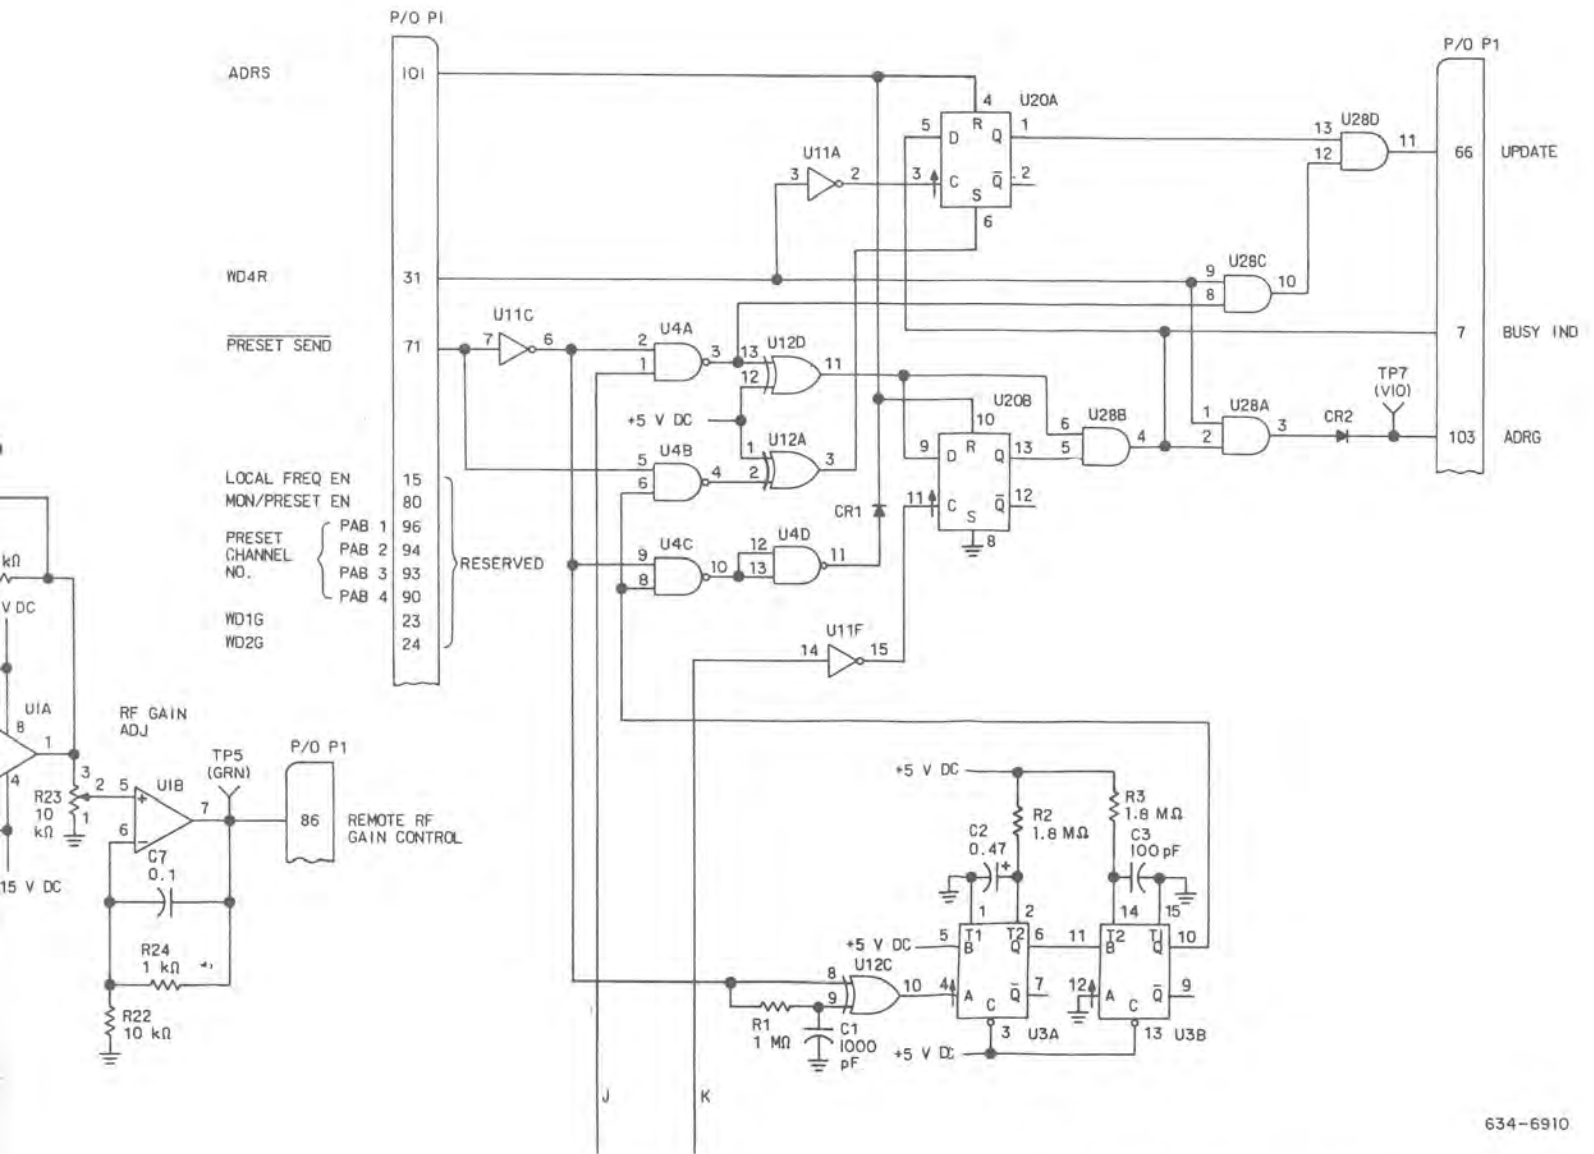 P/O P1
P/O P1
ADRS
101
4
U20A
5
D
R
Q
1
13
U28D
12
11
66
UPDATE
U11A
3
2
3
C
Q̅
2
S
6
WD4R
31
9
U28C
10
8
U11C
PRESET SEND
71
7
6
2
U4A
3
1
13
U12D
11
12
7
BUSY IND
TP7
(VIO)
+5 V DC
U20B
10
6
U28B
4
5
1
U28A
3
2
CR2
103
ADRG
9
D
R
Q
13
1
U12A
3
2
5
U4B
4
6
LOCAL FREQ EN
15
MON/PRESET EN
80
PRESET
CHANNEL
NO.
PAB 1
96
PAB 2
94
PAB 3
93
PAB 4
90
RESERVED
WD1G
23
WD2G
24
CR1
11
C
Q̅
12
S
8
9
U4C
10
8
12
U4D
11
13
U11F
14
15
kΩ
V DC
U1A
8
1
4
15 V DC
RF GAIN
ADJ
TP5
(GRN)
P/O P1
R23
10
kΩ
3
2
1
5
+
U1B
7
6
−
86
REMOTE RF
GAIN CONTROL
C7
0.1
R24
1 kΩ
R22
10 kΩ
+5 V DC
R2
1.8 MΩ
R3
1.8 MΩ
C2
0.47
+
C3
100 pF
1
2
14
15
+5 V DC
5
T1
B
T2
Q
6
11
T2
B
T1
Q
10
U12C
8
9
10
4
A
C
Q̅
7
12
A
C
Q̅
9
3
U3A
13
U3B
R1
1 MΩ
C1
1000
pF
+5 V DC
J
K
634-6910